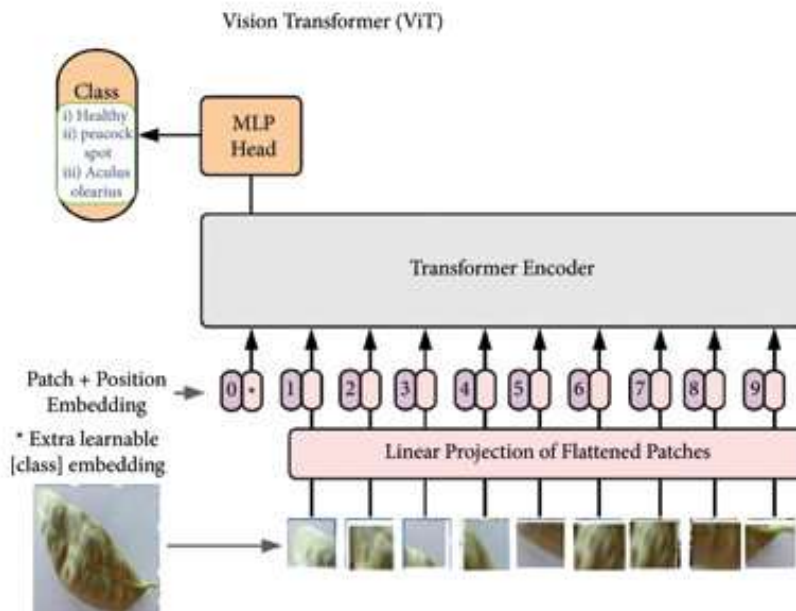 Vision Transformer (ViT)
Class
i) Healthy
ii) peacock
spot
iii) Aculus
olearius
MLP
Head
Transformer Encoder
Patch + Position
Embedding
0 * 1 2 3 4 5 6 7 8 9
* Extra learnable
[class] embedding
Linear Projection of Flattened Patches